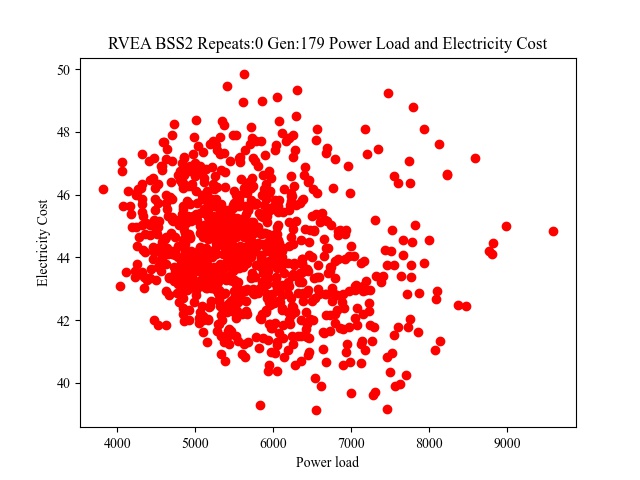 RVEA BSS2 Repeats:0 Gen:179 Power Load and Electricity Cost
50
48
46
44
42
40
Electricity Cost
4000 5000 6000 7000 8000 9000
Power load